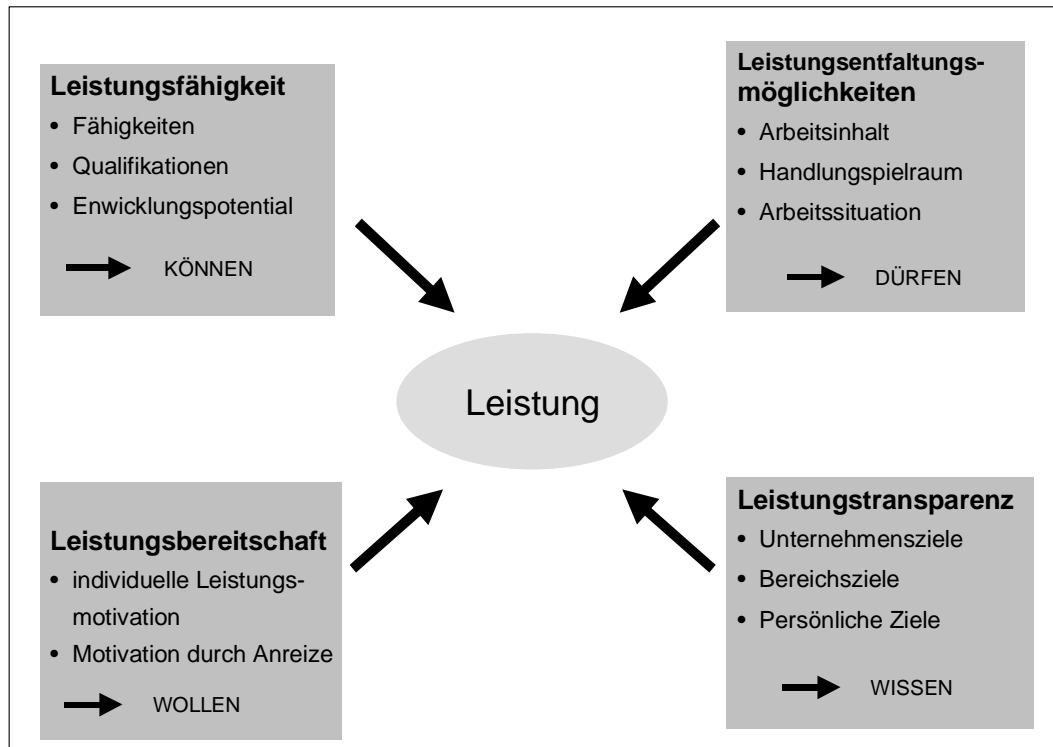 Leistungsfähigkeit
• Fähigkeiten
• Qualifikationen
• Enwicklungspotential
KÖNNEN
Leistungsentfaltungs-
möglichkeiten
• Arbeitsinhalt
• Handlungspielraum
• Arbeitssituation
DÜRFEN
Leistung
Leistungsbereitschaft
• individuelle Leistungs-
motivation
• Motivation durch Anreize
WOLLEN
Leistungstransparenz
• Unternehmensziele
• Bereichsziele
• Persönliche Ziele
WISSEN